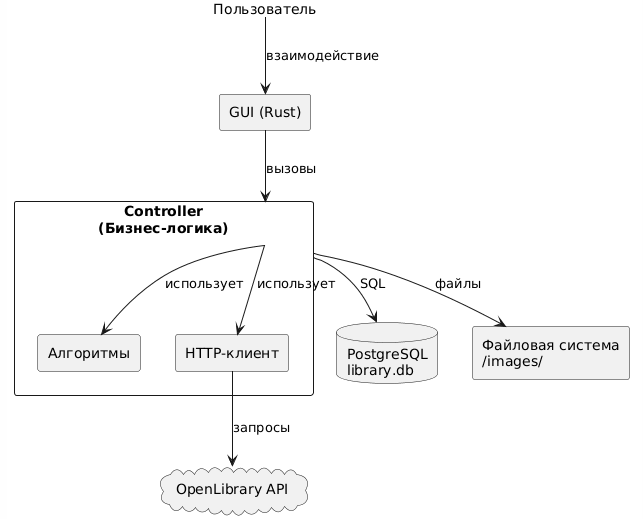 Пользователь
взаимодействие
GUI (Rust)
вызовы
Controller
(Бизнес-логика)
использует
использует
SQL
файлы
Алгоритмы
HTTP-клиент
PostgreSQL
library.db
Файловая система
/images/
запросы
OpenLibrary API